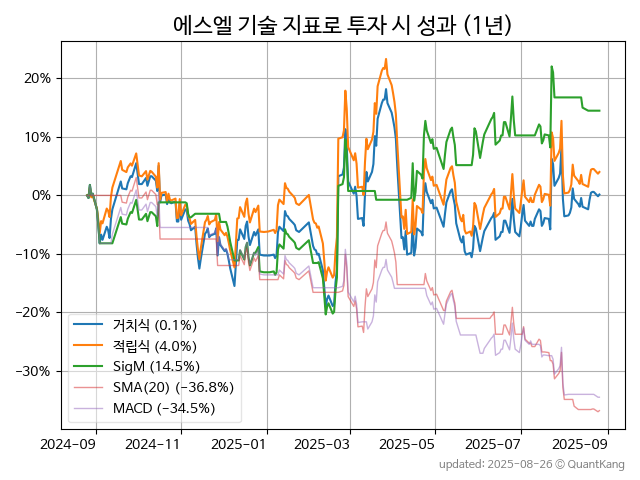 에스엘 기술 지표로 투자 시 성과 (1년)
20%
10%
0%
−10%
−20%
−30%
거치식 (0.1%)
적립식 (4.0%)
SigM (14.5%)
SMA(20) (−36.8%)
MACD (−34.5%)
2024-09 2024-11 2025-01 2025-03 2025-05 2025-07 2025-09
updated: 2025-08-26 © QuantKang